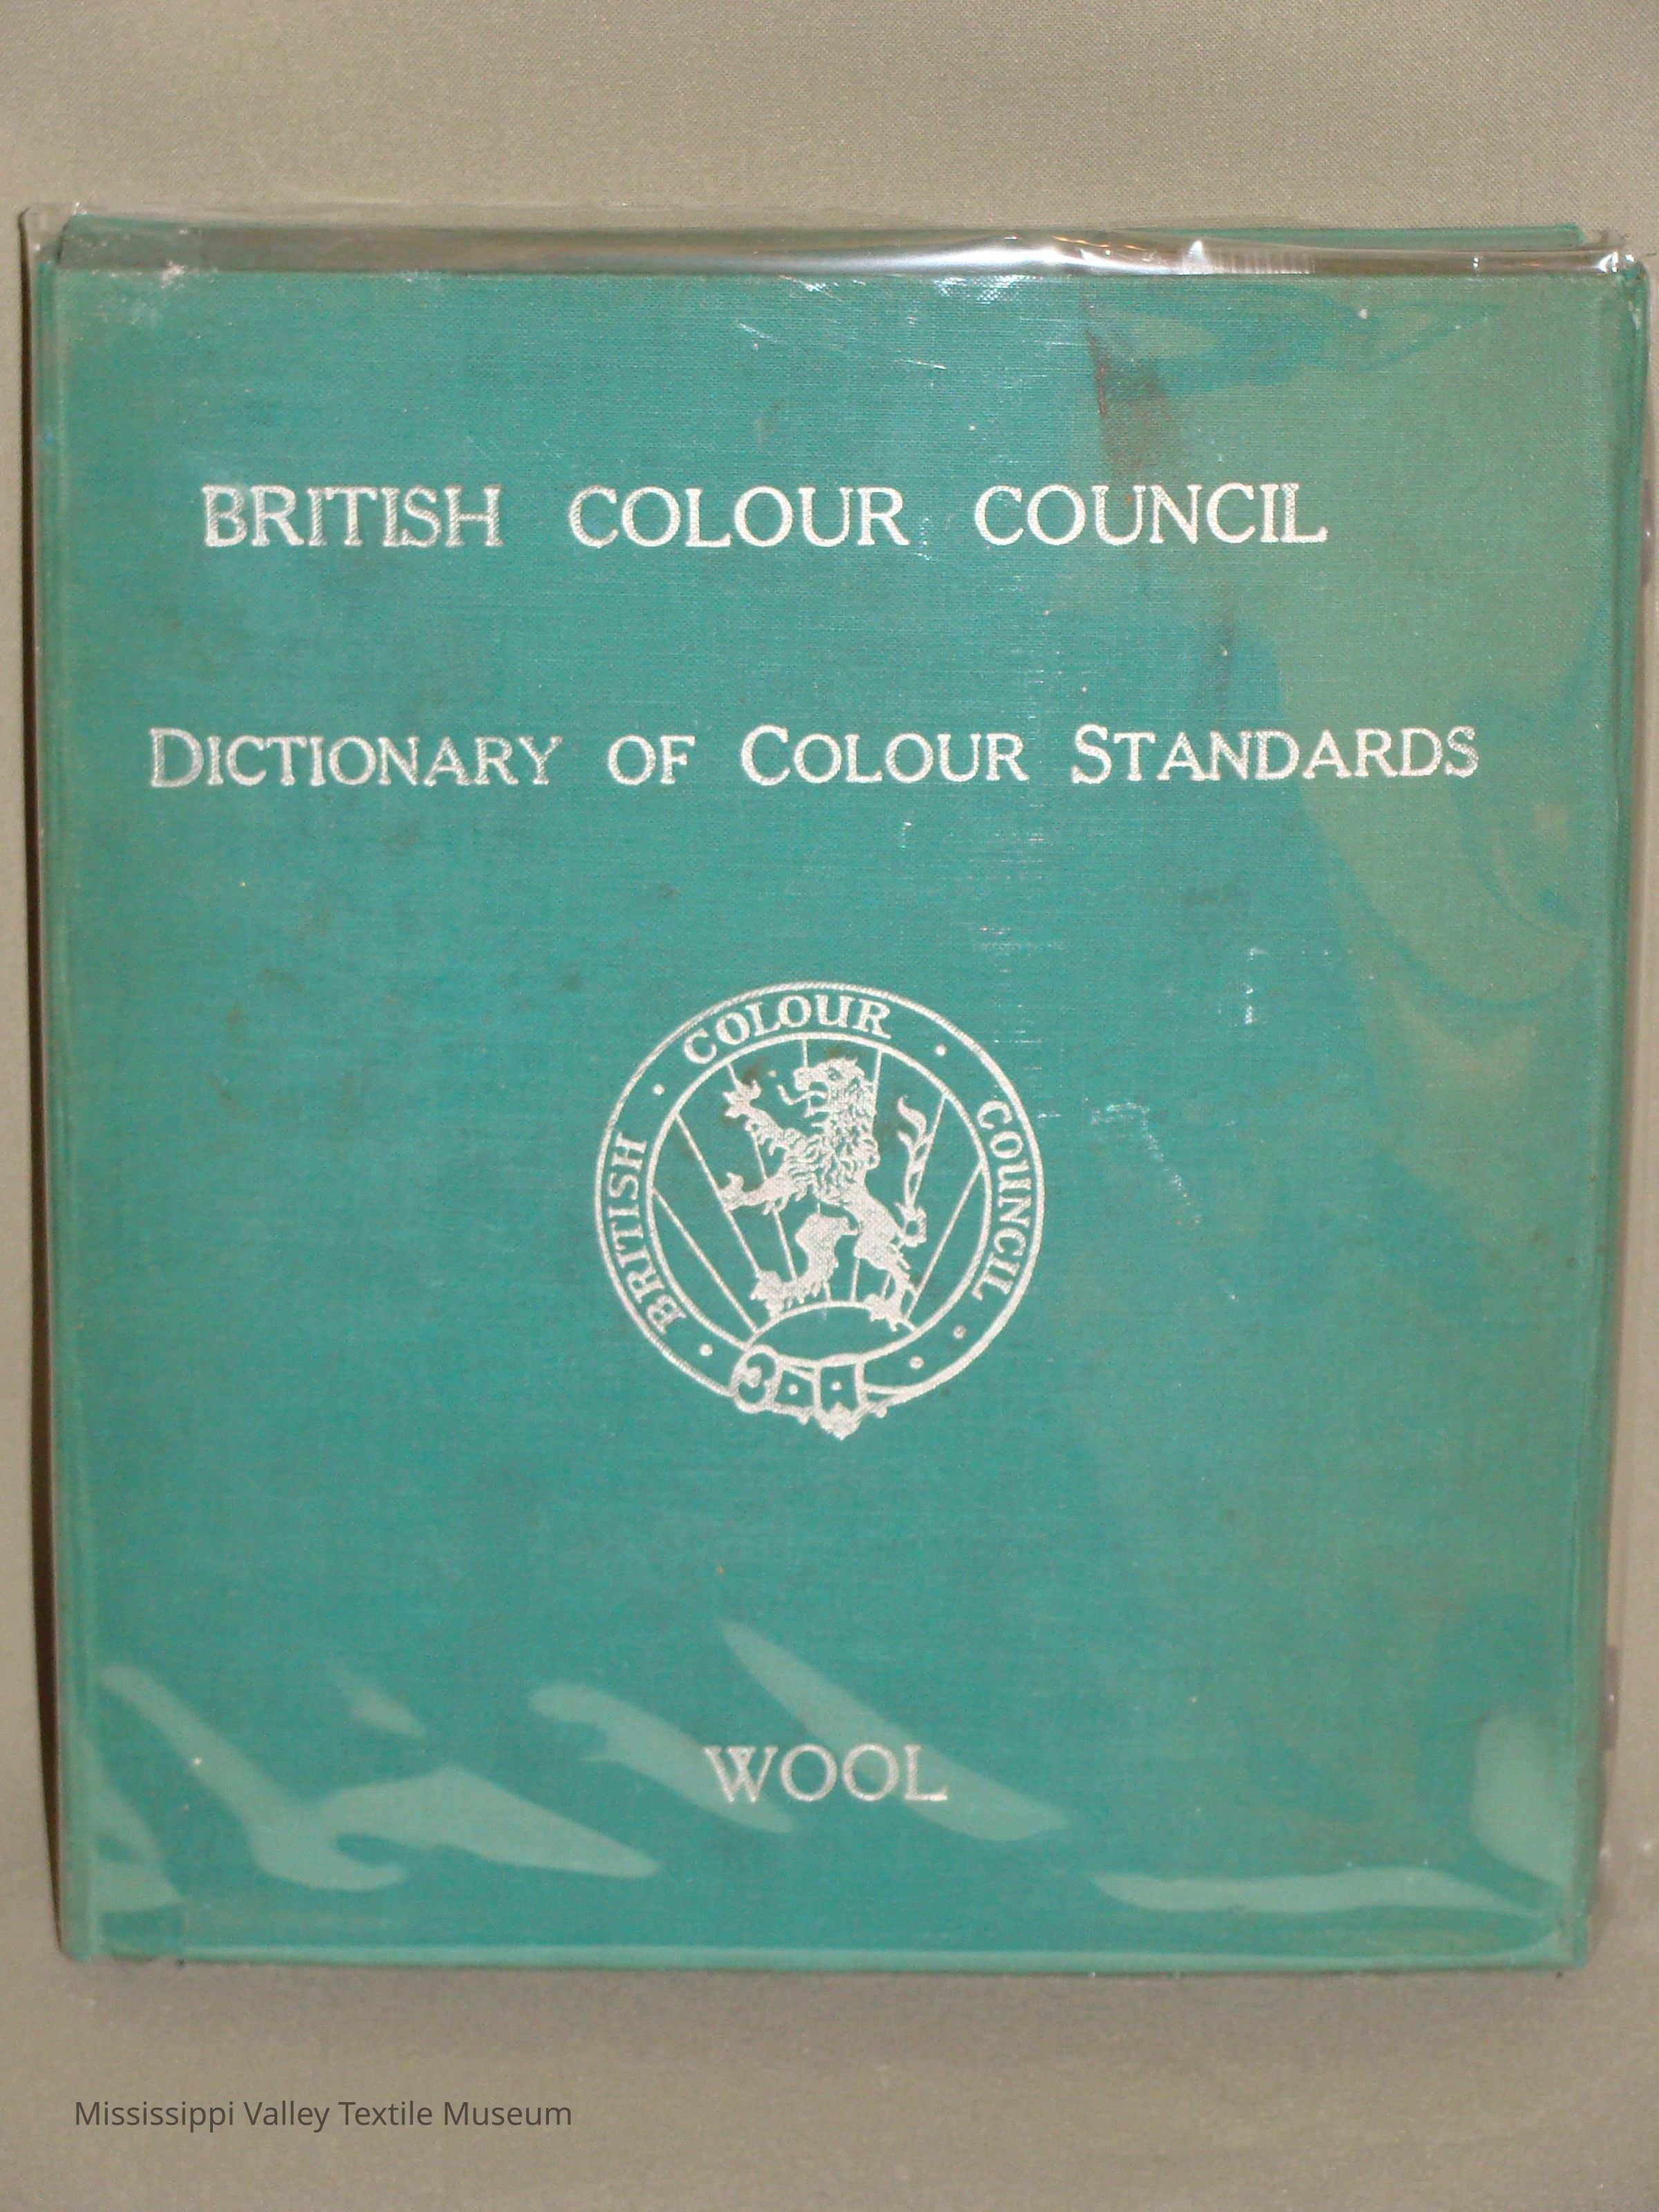 BRITISH COLOUR COUNCIL
DICTIONARY OF COLOUR STANDARDS
BRITISH · COLOUR · COUNCIL
WOOL
Mississippi Valley Textile Museum